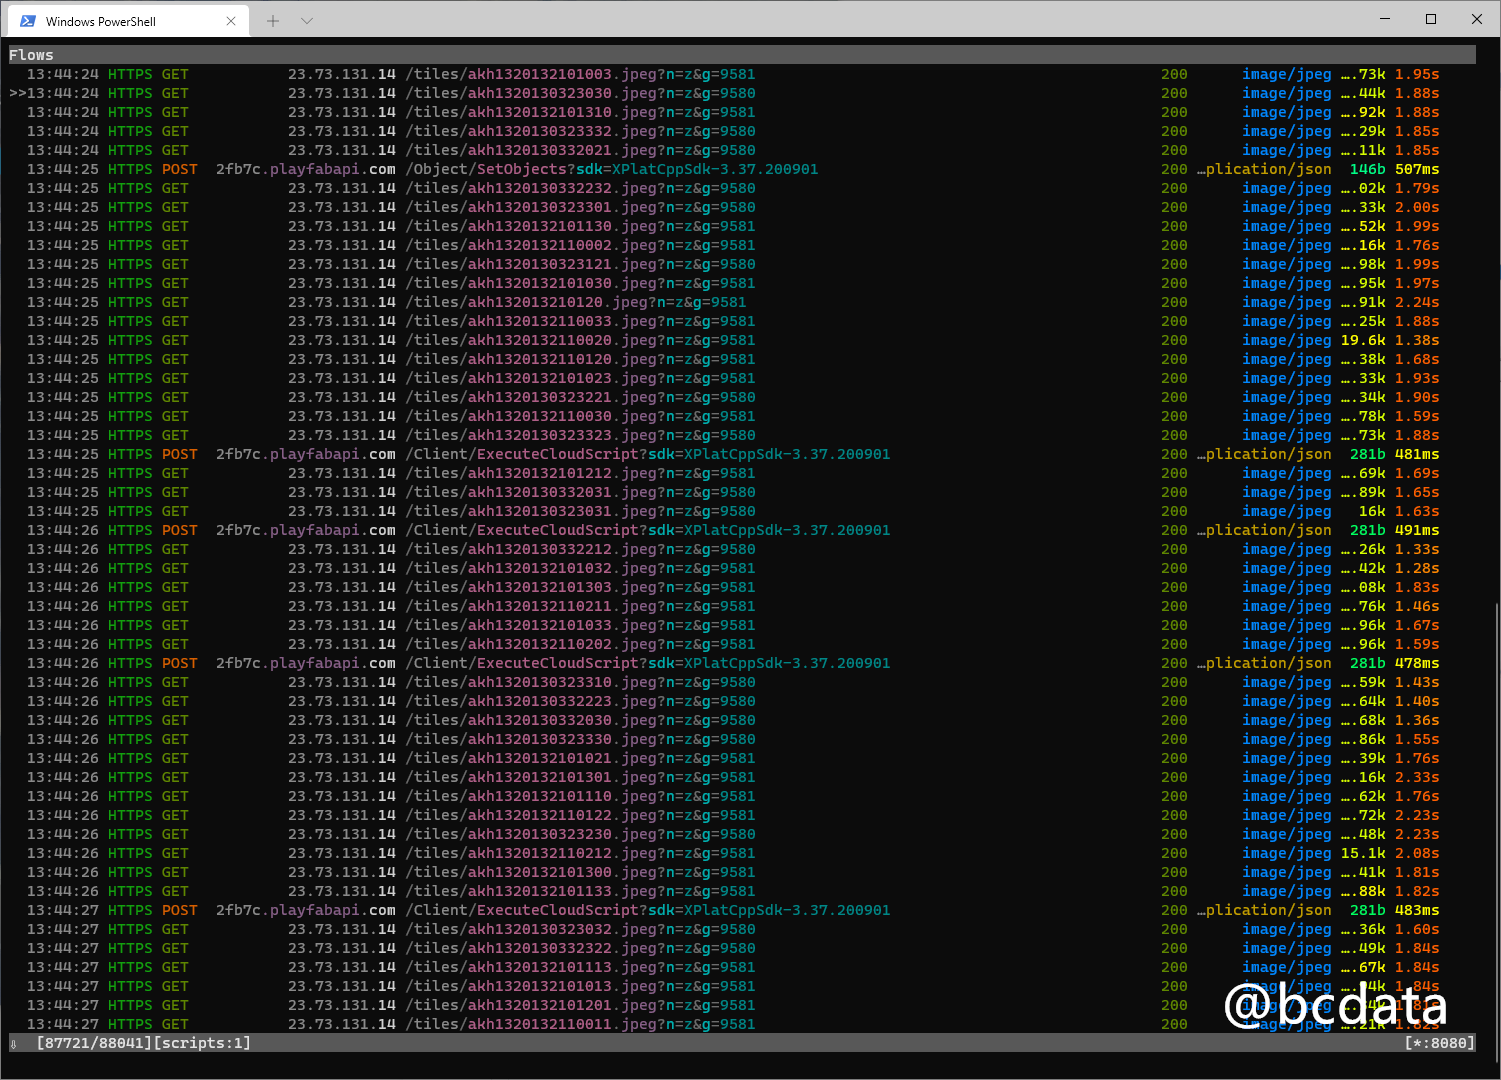 Windows PowerShell
Flows
13:44:24 HTTPS GET 23.73.131.14 /tiles/akh1320132101003.jpeg?n=z&g=9581 200 image/jpeg ….73k 1.95s
>>13:44:24 HTTPS GET 23.73.131.14 /tiles/akh1320130323030.jpeg?n=z&g=9580 200 image/jpeg ….44k 1.88s
13:44:24 HTTPS GET 23.73.131.14 /tiles/akh1320132101310.jpeg?n=z&g=9581 200 image/jpeg ….92k 1.88s
13:44:24 HTTPS GET 23.73.131.14 /tiles/akh1320130323332.jpeg?n=z&g=9580 200 image/jpeg ….29k 1.85s
13:44:24 HTTPS GET 23.73.131.14 /tiles/akh1320130332021.jpeg?n=z&g=9580 200 image/jpeg ….11k 1.85s
13:44:25 HTTPS POST 2fb7c.playfabapi.com /Object/SetObjects?sdk=XPlatCppSdk-3.37.200901 200 …plication/json 146b 507ms
13:44:25 HTTPS GET 23.73.131.14 /tiles/akh1320130332232.jpeg?n=z&g=9580 200 image/jpeg ….02k 1.79s
13:44:25 HTTPS GET 23.73.131.14 /tiles/akh1320130323301.jpeg?n=z&g=9580 200 image/jpeg ….33k 2.00s
13:44:25 HTTPS GET 23.73.131.14 /tiles/akh1320132101130.jpeg?n=z&g=9581 200 image/jpeg ….52k 1.99s
13:44:25 HTTPS GET 23.73.131.14 /tiles/akh1320132110002.jpeg?n=z&g=9581 200 image/jpeg ….16k 1.76s
13:44:25 HTTPS GET 23.73.131.14 /tiles/akh1320130323121.jpeg?n=z&g=9580 200 image/jpeg ….98k 1.99s
13:44:25 HTTPS GET 23.73.131.14 /tiles/akh1320132101030.jpeg?n=z&g=9581 200 image/jpeg ….95k 1.97s
13:44:25 HTTPS GET 23.73.131.14 /tiles/akh132013210120.jpeg?n=z&g=9581 200 image/jpeg ….91k 2.24s
13:44:25 HTTPS GET 23.73.131.14 /tiles/akh1320132110033.jpeg?n=z&g=9581 200 image/jpeg ….25k 1.88s
13:44:25 HTTPS GET 23.73.131.14 /tiles/akh1320132110020.jpeg?n=z&g=9581 200 image/jpeg 19.6k 1.38s
13:44:25 HTTPS GET 23.73.131.14 /tiles/akh1320132110120.jpeg?n=z&g=9581 200 image/jpeg ….38k 1.68s
13:44:25 HTTPS GET 23.73.131.14 /tiles/akh1320132101023.jpeg?n=z&g=9581 200 image/jpeg ….33k 1.93s
13:44:25 HTTPS GET 23.73.131.14 /tiles/akh1320130323221.jpeg?n=z&g=9580 200 image/jpeg ….34k 1.90s
13:44:25 HTTPS GET 23.73.131.14 /tiles/akh1320132110030.jpeg?n=z&g=9581 200 image/jpeg ….78k 1.59s
13:44:25 HTTPS GET 23.73.131.14 /tiles/akh1320130323323.jpeg?n=z&g=9580 200 image/jpeg ….73k 1.88s
13:44:25 HTTPS POST 2fb7c.playfabapi.com /Client/ExecuteCloudScript?sdk=XPlatCppSdk-3.37.200901 200 …plication/json 281b 481ms
13:44:25 HTTPS GET 23.73.131.14 /tiles/akh1320132101212.jpeg?n=z&g=9581 200 image/jpeg ….69k 1.69s
13:44:25 HTTPS GET 23.73.131.14 /tiles/akh1320130332031.jpeg?n=z&g=9580 200 image/jpeg ….89k 1.65s
13:44:25 HTTPS GET 23.73.131.14 /tiles/akh1320130323031.jpeg?n=z&g=9580 200 image/jpeg 16k 1.63s
13:44:26 HTTPS POST 2fb7c.playfabapi.com /Client/ExecuteCloudScript?sdk=XPlatCppSdk-3.37.200901 200 …plication/json 281b 491ms
13:44:26 HTTPS GET 23.73.131.14 /tiles/akh1320130332212.jpeg?n=z&g=9580 200 image/jpeg ….26k 1.33s
13:44:26 HTTPS GET 23.73.131.14 /tiles/akh1320132101032.jpeg?n=z&g=9581 200 image/jpeg ….42k 1.28s
13:44:26 HTTPS GET 23.73.131.14 /tiles/akh1320132101303.jpeg?n=z&g=9581 200 image/jpeg ….08k 1.83s
13:44:26 HTTPS GET 23.73.131.14 /tiles/akh1320132110211.jpeg?n=z&g=9581 200 image/jpeg ….76k 1.46s
13:44:26 HTTPS GET 23.73.131.14 /tiles/akh1320132101033.jpeg?n=z&g=9581 200 image/jpeg ….96k 1.67s
13:44:26 HTTPS GET 23.73.131.14 /tiles/akh1320132110202.jpeg?n=z&g=9581 200 image/jpeg ….96k 1.59s
13:44:26 HTTPS POST 2fb7c.playfabapi.com /Client/ExecuteCloudScript?sdk=XPlatCppSdk-3.37.200901 200 …plication/json 281b 478ms
13:44:26 HTTPS GET 23.73.131.14 /tiles/akh1320130323310.jpeg?n=z&g=9580 200 image/jpeg ….59k 1.43s
13:44:26 HTTPS GET 23.73.131.14 /tiles/akh1320130332223.jpeg?n=z&g=9580 200 image/jpeg ….64k 1.40s
13:44:26 HTTPS GET 23.73.131.14 /tiles/akh1320130332030.jpeg?n=z&g=9580 200 image/jpeg ….68k 1.36s
13:44:26 HTTPS GET 23.73.131.14 /tiles/akh1320130323330.jpeg?n=z&g=9580 200 image/jpeg ….86k 1.55s
13:44:26 HTTPS GET 23.73.131.14 /tiles/akh1320132101021.jpeg?n=z&g=9581 200 image/jpeg ….39k 1.76s
13:44:26 HTTPS GET 23.73.131.14 /tiles/akh1320132101301.jpeg?n=z&g=9581 200 image/jpeg ….16k 2.33s
13:44:26 HTTPS GET 23.73.131.14 /tiles/akh1320132101110.jpeg?n=z&g=9581 200 image/jpeg ….62k 1.76s
13:44:26 HTTPS GET 23.73.131.14 /tiles/akh1320132110122.jpeg?n=z&g=9581 200 image/jpeg ….72k 2.23s
13:44:26 HTTPS GET 23.73.131.14 /tiles/akh1320130323230.jpeg?n=z&g=9580 200 image/jpeg ….48k 2.23s
13:44:26 HTTPS GET 23.73.131.14 /tiles/akh1320132110212.jpeg?n=z&g=9581 200 image/jpeg 15.1k 2.08s
13:44:26 HTTPS GET 23.73.131.14 /tiles/akh1320132101300.jpeg?n=z&g=9581 200 image/jpeg ….41k 1.81s
13:44:26 HTTPS GET 23.73.131.14 /tiles/akh1320132101133.jpeg?n=z&g=9581 200 image/jpeg ….88k 1.82s
13:44:27 HTTPS POST 2fb7c.playfabapi.com /Client/ExecuteCloudScript?sdk=XPlatCppSdk-3.37.200901 200 …plication/json 281b 483ms
13:44:27 HTTPS GET 23.73.131.14 /tiles/akh1320130323032.jpeg?n=z&g=9580 200 image/jpeg ….36k 1.60s
13:44:27 HTTPS GET 23.73.131.14 /tiles/akh1320130332322.jpeg?n=z&g=9580 200 image/jpeg ….49k 1.84s
13:44:27 HTTPS GET 23.73.131.14 /tiles/akh1320132101113.jpeg?n=z&g=9581 200 image/jpeg ….67k 1.84s
13:44:27 HTTPS GET 23.73.131.14 /tiles/akh1320132101013.jpeg?n=z&g=9581 200 image/jpeg 1.84s
13:44:27 HTTPS GET 23.73.131.14 /tiles/akh1320132101201.jpeg?n=z&g=9581 200 image/jpeg
13:44:27 HTTPS GET 23.73.131.14 /tiles/akh1320132110011.jpeg?n=z&g=9581 200 image/jpeg ….21k 1.82s
@bcdata
⇩ [87721/88041][scripts:1] [*:8080]